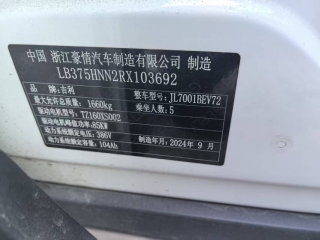 中国 浙江豪情汽车制造有限公司 制造
LB375HNN2RX103692
品牌：吉利 整车型号：JL7001BEV72
最大允许总质量：1660kg 乘坐人数：5
驱动电机型号：TZ160XS002
驱动电机峰值功率：85kW
动力系统额定电压：386V
动力系统额定容量：104Ah 制造年月：2024年 9月